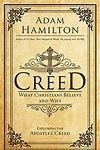 ADAM
HAMILTON
CREED
WHAT CHRISTIANS BELIEVE
AND WHY
EXPLORING THE
APOSTLES' CREED